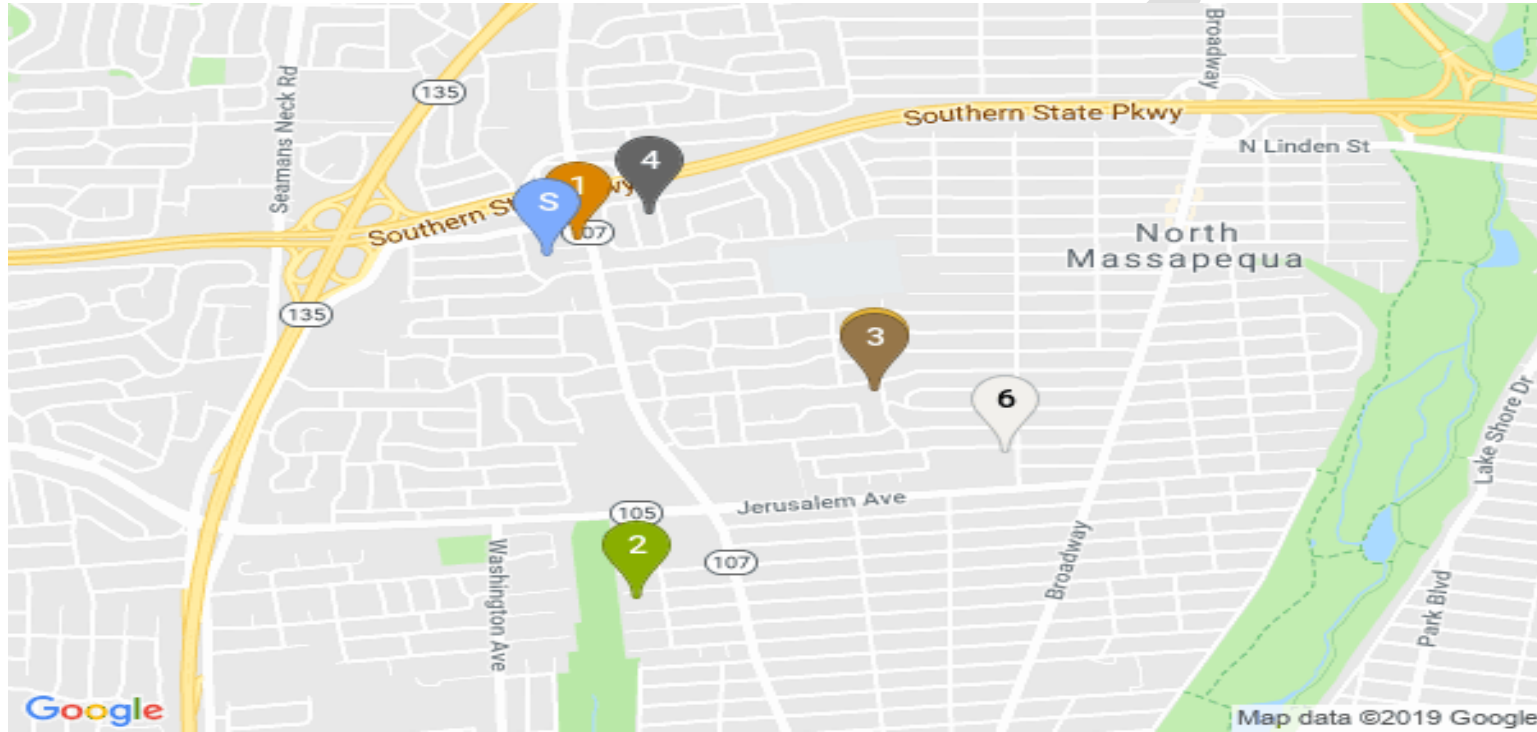 Broadway
Seamans Neck Rd
135
Southern State Pkwy
N Linden St
4
1
S
Southern St
wy
07
North
Massapequa
135
3
6
Lake Shore Dr
Jerusalem Ave
105
2
107
Washington Ave
Broadway
Park Blvd
Google
Map data ©2019 Google